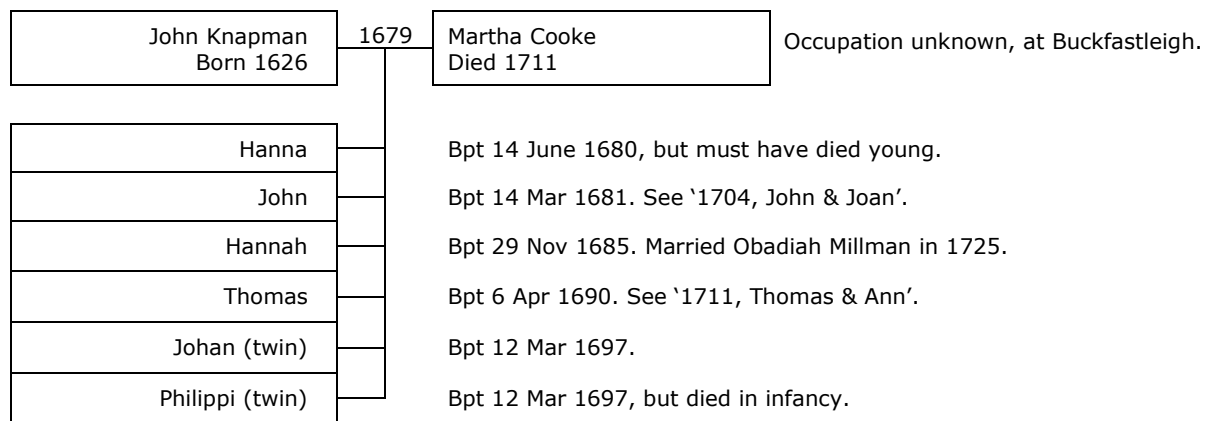 John Knapman 1679 Martha Cooke Occupation unknown, at Buckfastleigh.
Born 1626 Died 1711
Hanna Bpt 14 June 1680, but must have died young.
John Bpt 14 Mar 1681. See ‘1704, John & Joan’.
Hannah Bpt 29 Nov 1685. Married Obadiah Millman in 1725.
Thomas Bpt 6 Apr 1690. See ‘1711, Thomas & Ann’.
Johan (twin) Bpt 12 Mar 1697.
Philippi (twin) Bpt 12 Mar 1697, but died in infancy.